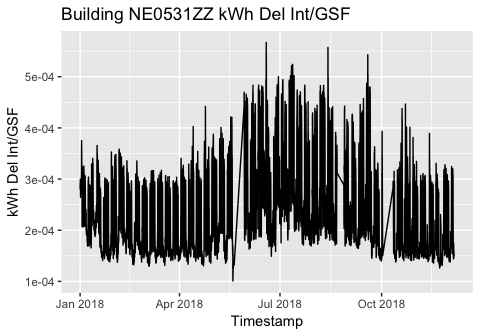 Building NE0531ZZ kWh Del Int/GSF
kWh Del Int/GSF
5e-04
4e-04
3e-04
2e-04
1e-04
Jan 2018
Apr 2018
Jul 2018
Oct 2018
Timestamp